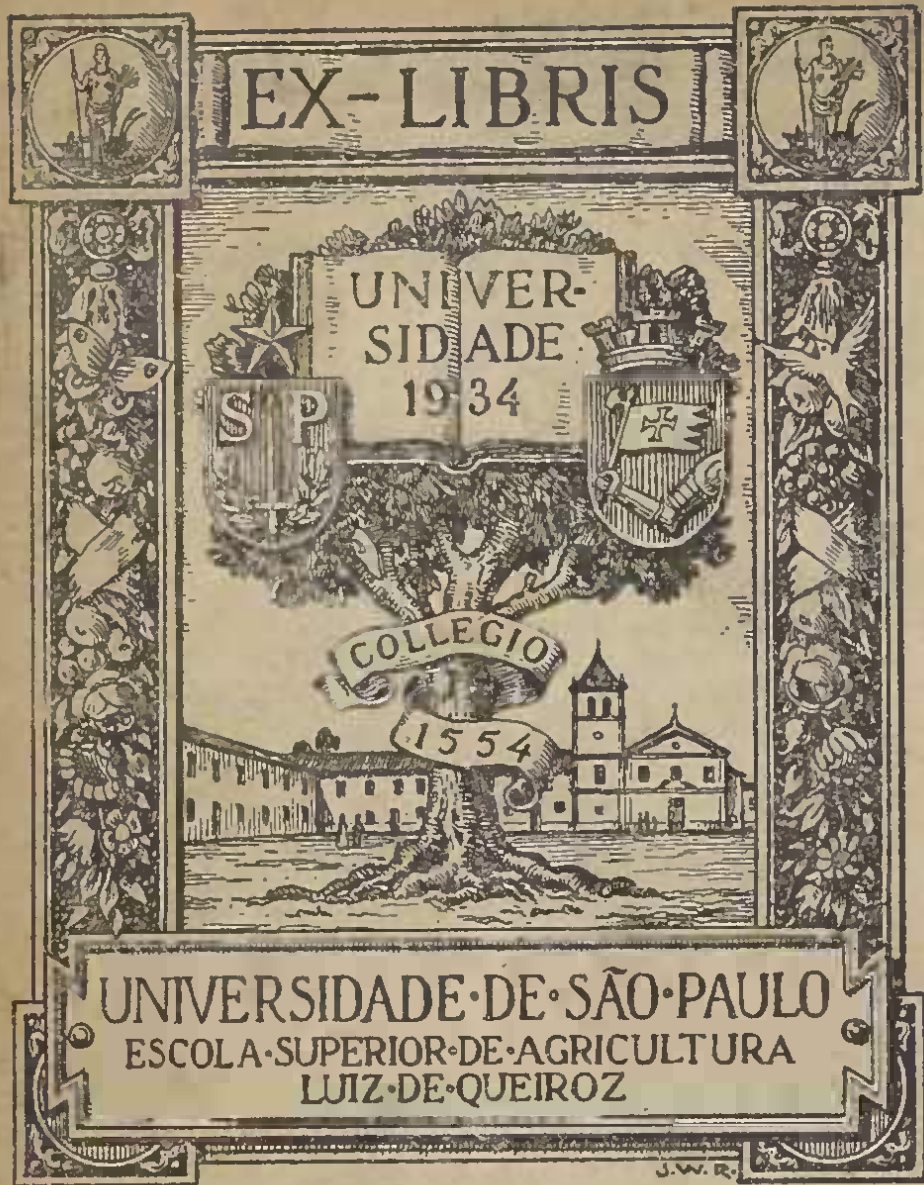 EX-LIBRIS
UNIVER-
SIDADE
1934
S P
COLLEGIO
1554
UNIVERSIDADE·DE·SÃO·PAULO
ESCOLA·SUPERIOR·DE·AGRICULTURA
LUIZ·DE·QUEIROZ
J.W.R.